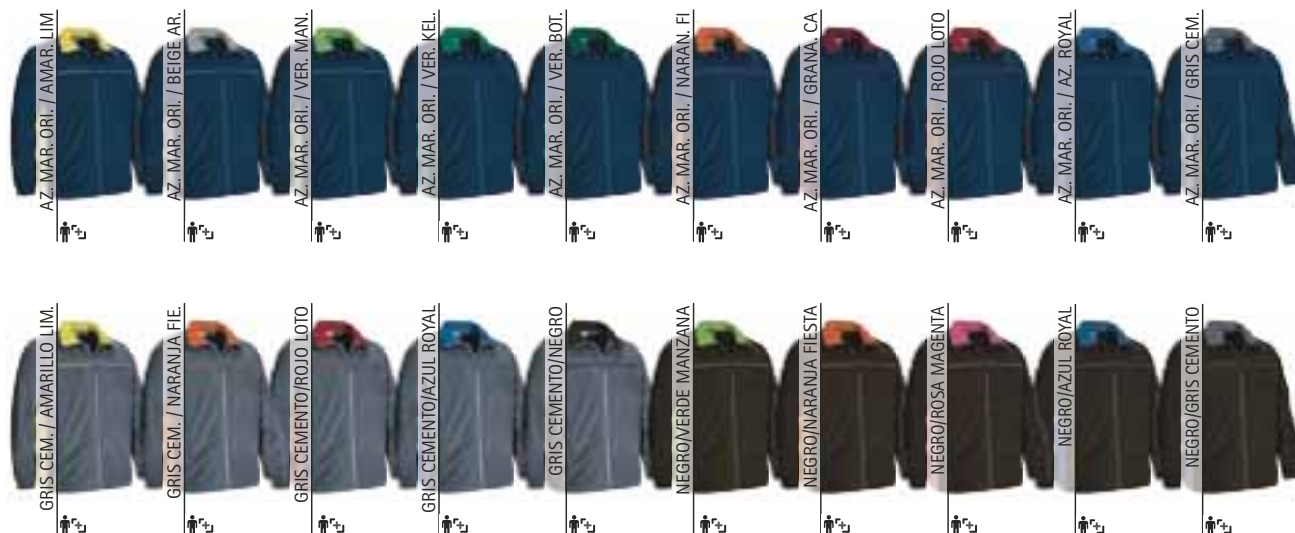 AZ. MAR. ORI. / AMAR. LIM
AZ. MAR. ORI. / BEIGE AR.
AZ. MAR. ORI. / VER. MAN.
AZ. MAR. ORI. / VER. KEL.
AZ. MAR. ORI. / VER. BOT.
AZ. MAR. ORI. / NARAN. FI
AZ. MAR. ORI. / GRANA. CA
AZ. MAR. ORI. / ROJO LOTO
AZ. MAR. ORI. / AZ. ROYAL
AZ. MAR. ORI. / GRIS CEM.
GRIS CEM. / AMARILLO LIM.
GRIS CEM. / NARANJA FIE.
GRIS CEMENTO/ROJO LOTO
GRIS CEMENTO/AZUL ROYAL
GRIS CEMENTO/NEGRO
NEGRO/VERDE MANZANA
NEGRO/NARANJA FIESTA
NEGRO/ROSA MAGENTA
NEGRO/AZUL ROYAL
NEGRO/GRIS CEMENTO